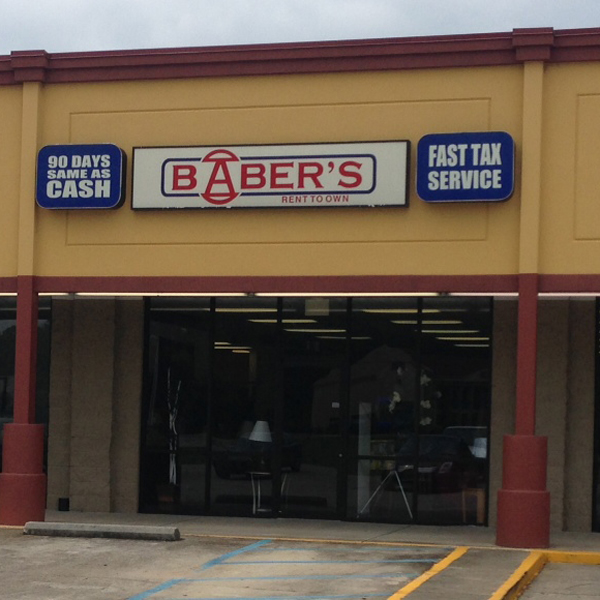 90 DAYS
SAME AS
CASH
BABER'S
RENT TO OWN
FAST TAX
SERVICE